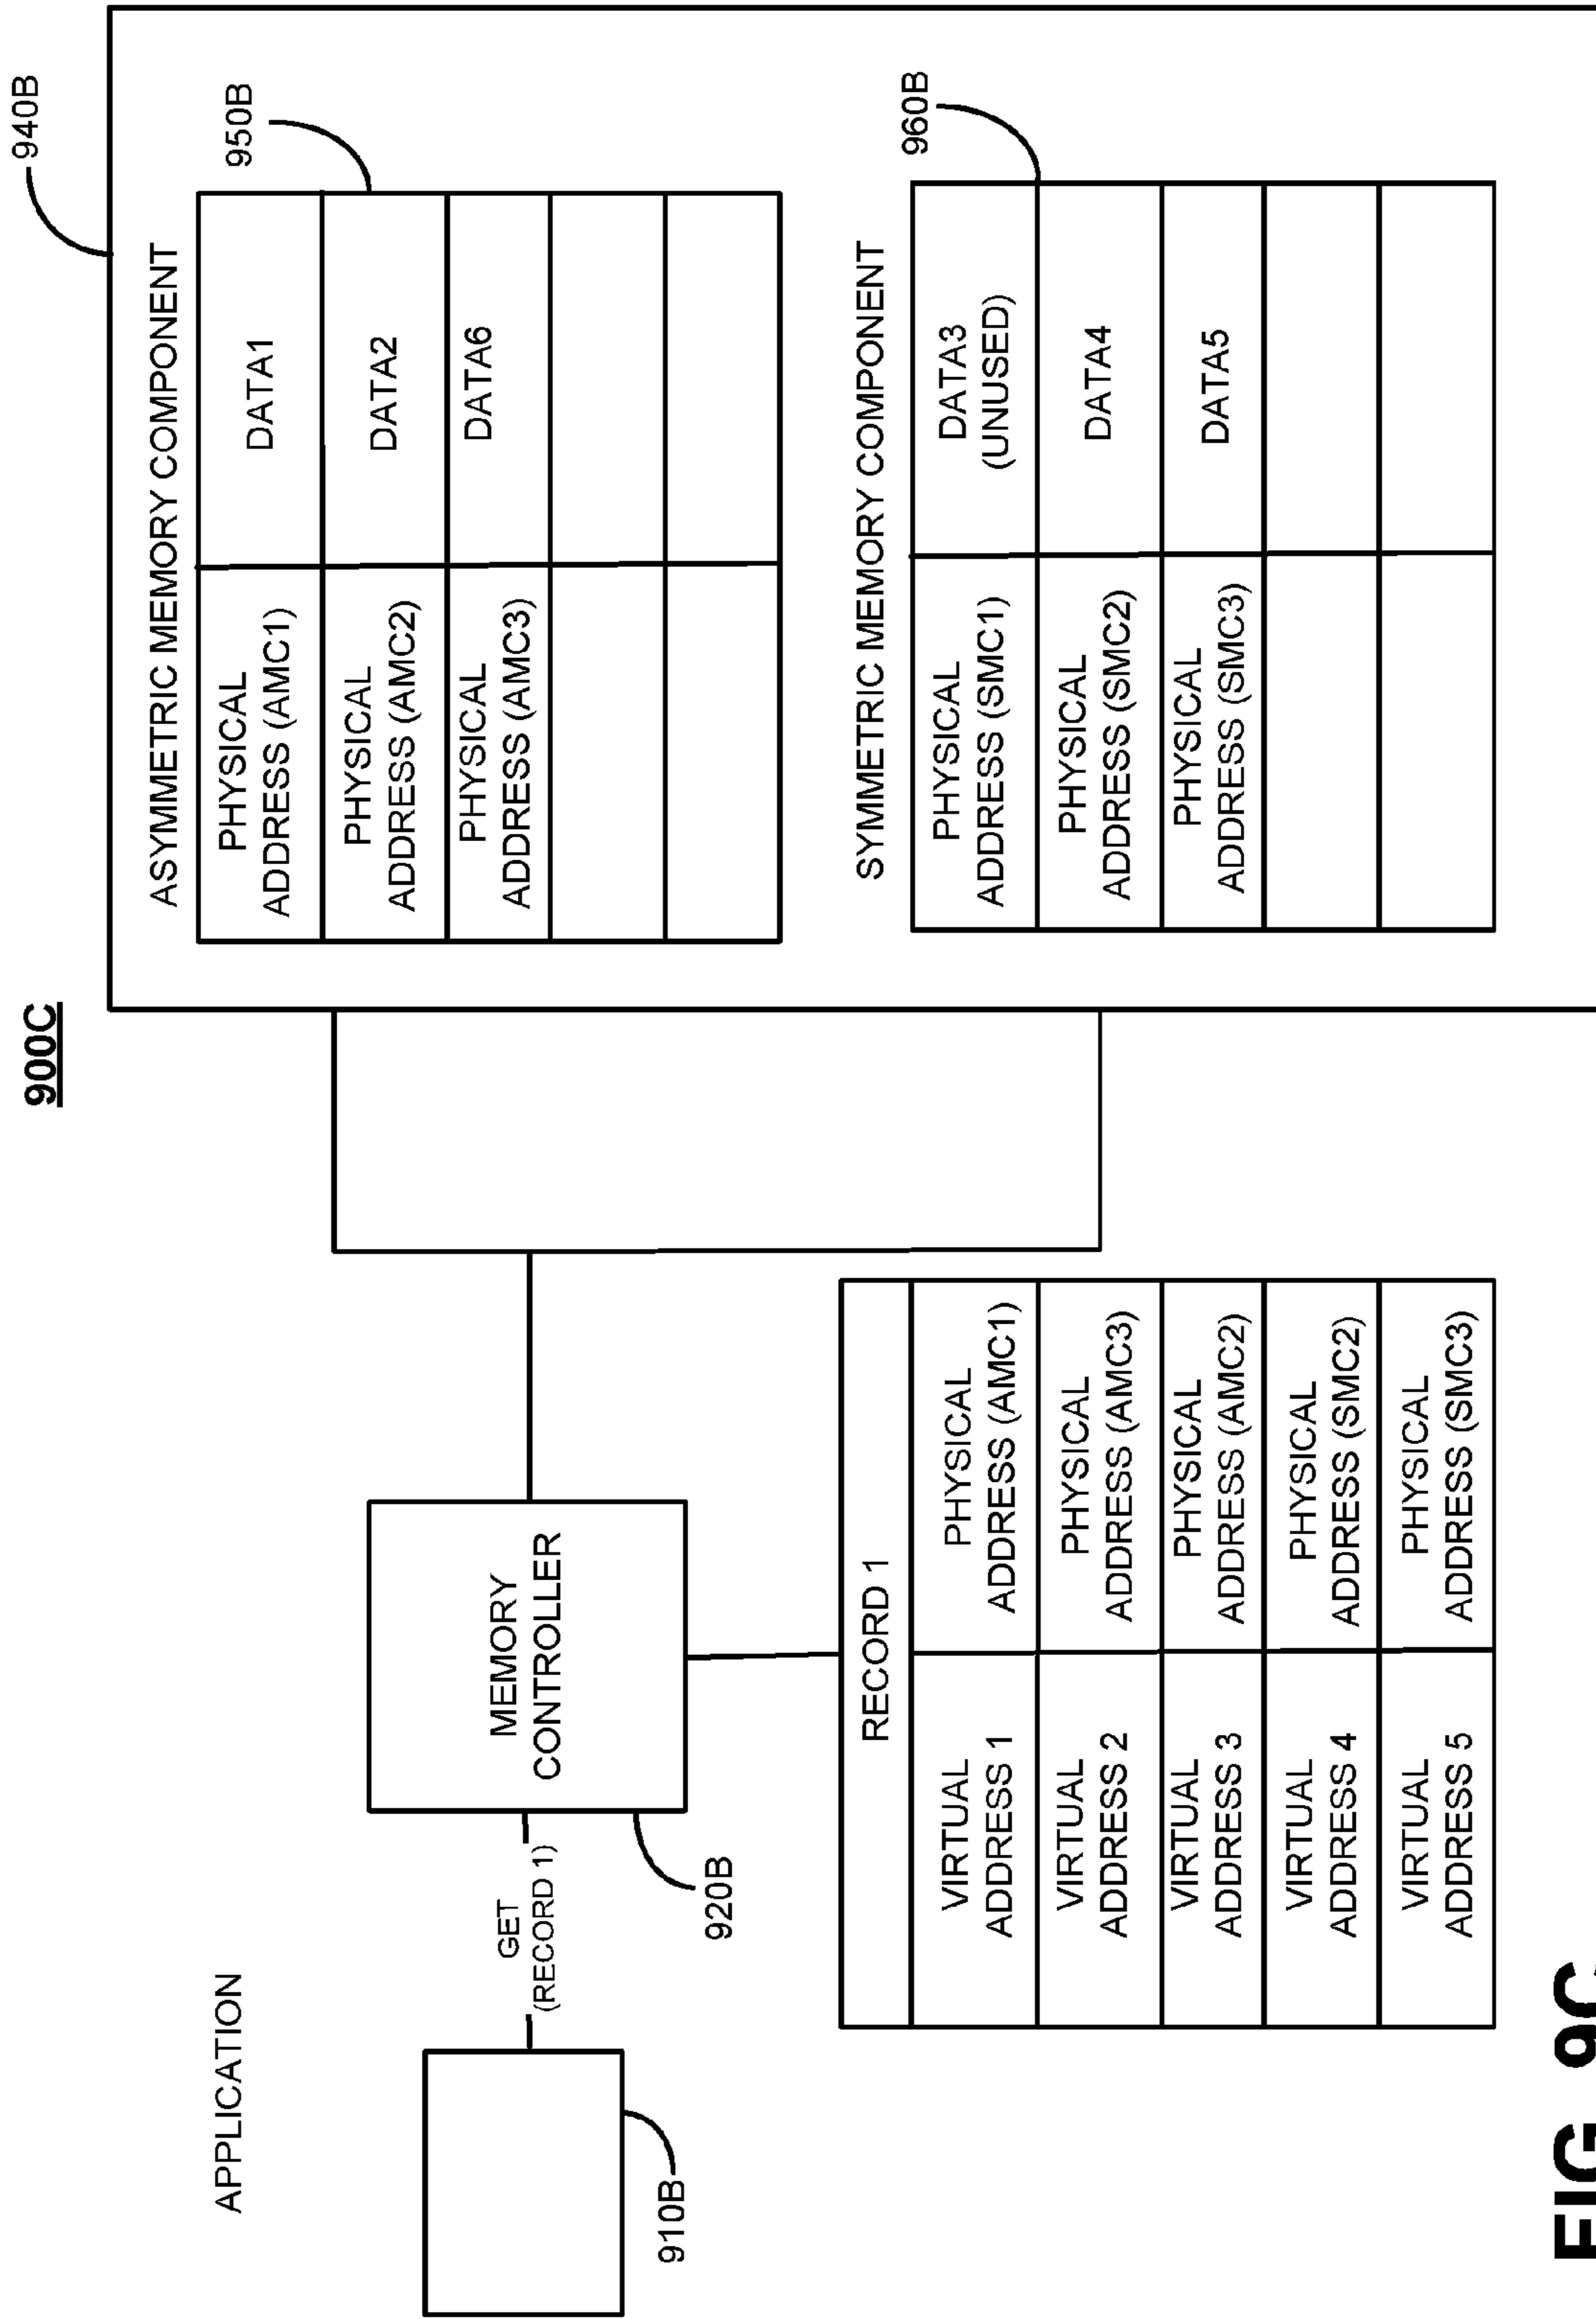 900C
940B
ASYMMETRIC MEMORY COMPONENT
950B
PHYSICAL
ADDRESS (AMC1)
DATA1
PHYSICAL
ADDRESS (AMC2)
DATA2
PHYSICAL
ADDRESS (AMC3)
DATA6
SYMMETRIC MEMORY COMPONENT
960B
PHYSICAL
ADDRESS (SMC1)
DATA3
(UNUSED)
PHYSICAL
ADDRESS (SMC2)
DATA4
PHYSICAL
ADDRESS (SMC3)
DATA5
APPLICATION
910B
GET
(RECORD 1)
MEMORY
CONTROLLER
920B
RECORD 1
VIRTUAL
ADDRESS 1
PHYSICAL
ADDRESS (AMC1)
VIRTUAL
ADDRESS 2
PHYSICAL
ADDRESS (AMC3)
VIRTUAL
ADDRESS 3
PHYSICAL
ADDRESS (AMC2)
VIRTUAL
ADDRESS 4
PHYSICAL
ADDRESS (SMC2)
VIRTUAL
ADDRESS 5
PHYSICAL
ADDRESS (SMC3)
FIG. 9C